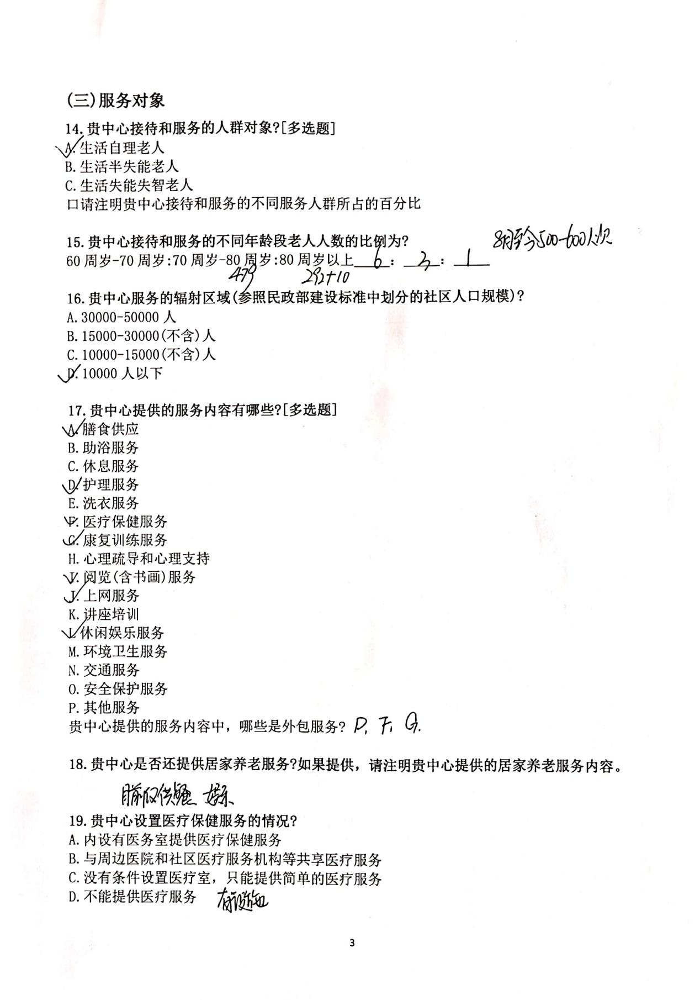 (三)服务对象
14. 贵中心接待和服务的人群对象?[多选题]
A. 生活自理老人
B. 生活半失能老人
C. 生活失能失智老人
口请注明贵中心接待和服务的不同服务人群所占的百分比
8月至今500-600人次
15. 贵中心接待和服务的不同年龄段老人人数的比例为?
60 周岁-70 周岁:70 周岁-80 周岁:80 周岁以上 6 : 3 : 1
479 292+10
16. 贵中心服务的辐射区域(参照民政部建设标准中划分的社区人口规模)?
A. 30000-50000 人
B. 15000-30000(不含)人
C. 10000-15000(不含)人
D. 10000 人以下
17. 贵中心提供的服务内容有哪些?[多选题]
A. 膳食供应
B. 助浴服务
C. 休息服务
D. 护理服务
E. 洗衣服务
F. 医疗保健服务
G. 康复训练服务
H. 心理疏导和心理支持
I. 阅览(含书画)服务
J. 上网服务
K. 讲座培训
L. 休闲娱乐服务
M. 环境卫生服务
N. 交通服务
O. 安全保护服务
P. 其他服务
贵中心提供的服务内容中，哪些是外包服务? D, F, G.
18. 贵中心是否还提供居家养老服务?如果提供，请注明贵中心提供的居家养老服务内容。
目前仅供餐 娱乐
19. 贵中心设置医疗保健服务的情况?
A. 内设有医务室提供医疗保健服务
B. 与周边医院和社区医疗服务机构等共享医疗服务
C. 没有条件设置医疗室，只能提供简单的医疗服务
D. 不能提供医疗服务 有设施
3